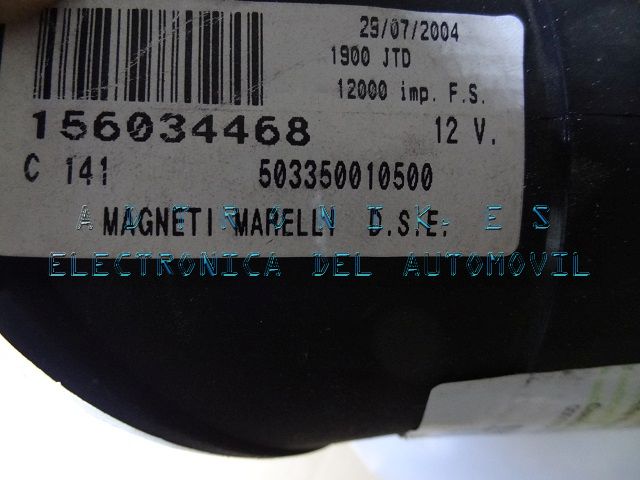 29/07/2004
1900 JTD
12000 imp. F.S.
156034468 12 V.
C 141 503350010500
MAGNETI MARELLI D.S.E.
ELECTRONICA DEL AUTOMOVIL